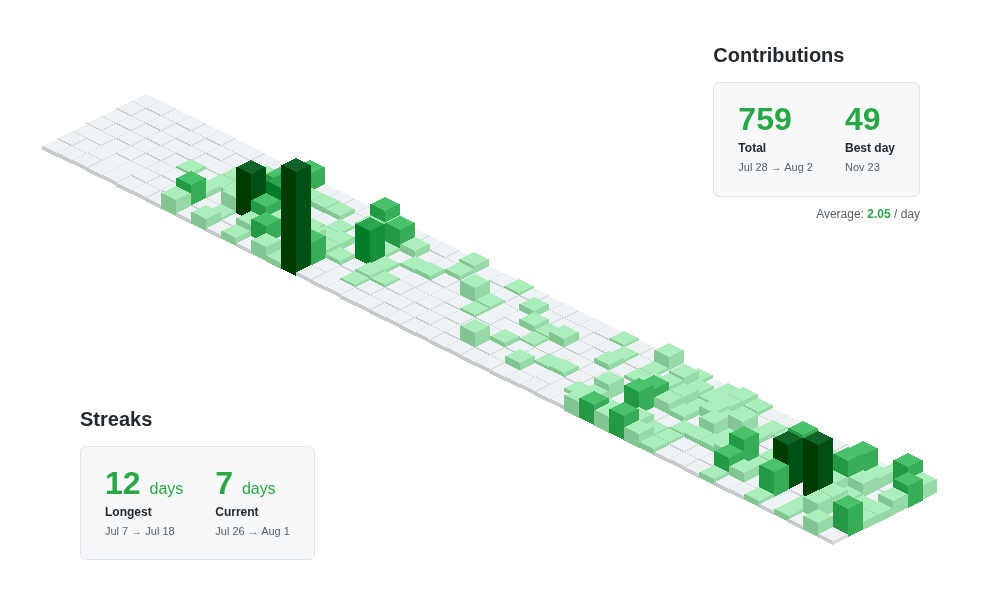 Contributions
759 49
Total Best day
Jul 28 → Aug 2 Nov 23
Average: 2.05 / day
Streaks
12 days 7 days
Longest Current
Jul 7 → Jul 18 Jul 26 → Aug 1